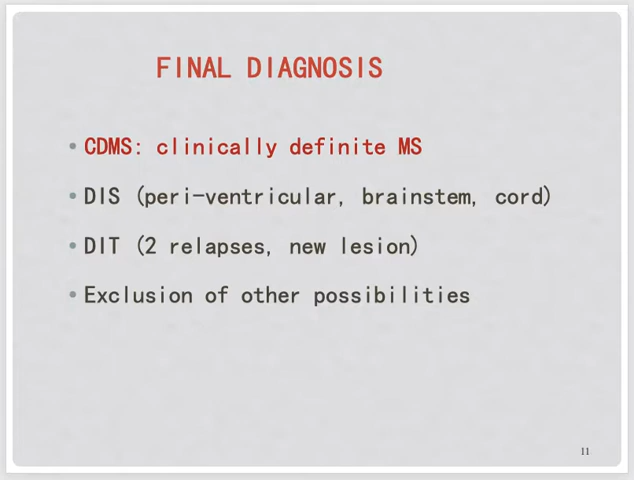 FINAL DIAGNOSIS
• CDMS: clinically definite MS
• DIS (peri-ventricular, brainstem, cord)
• DIT (2 relapses, new lesion)
• Exclusion of other possibilities
11